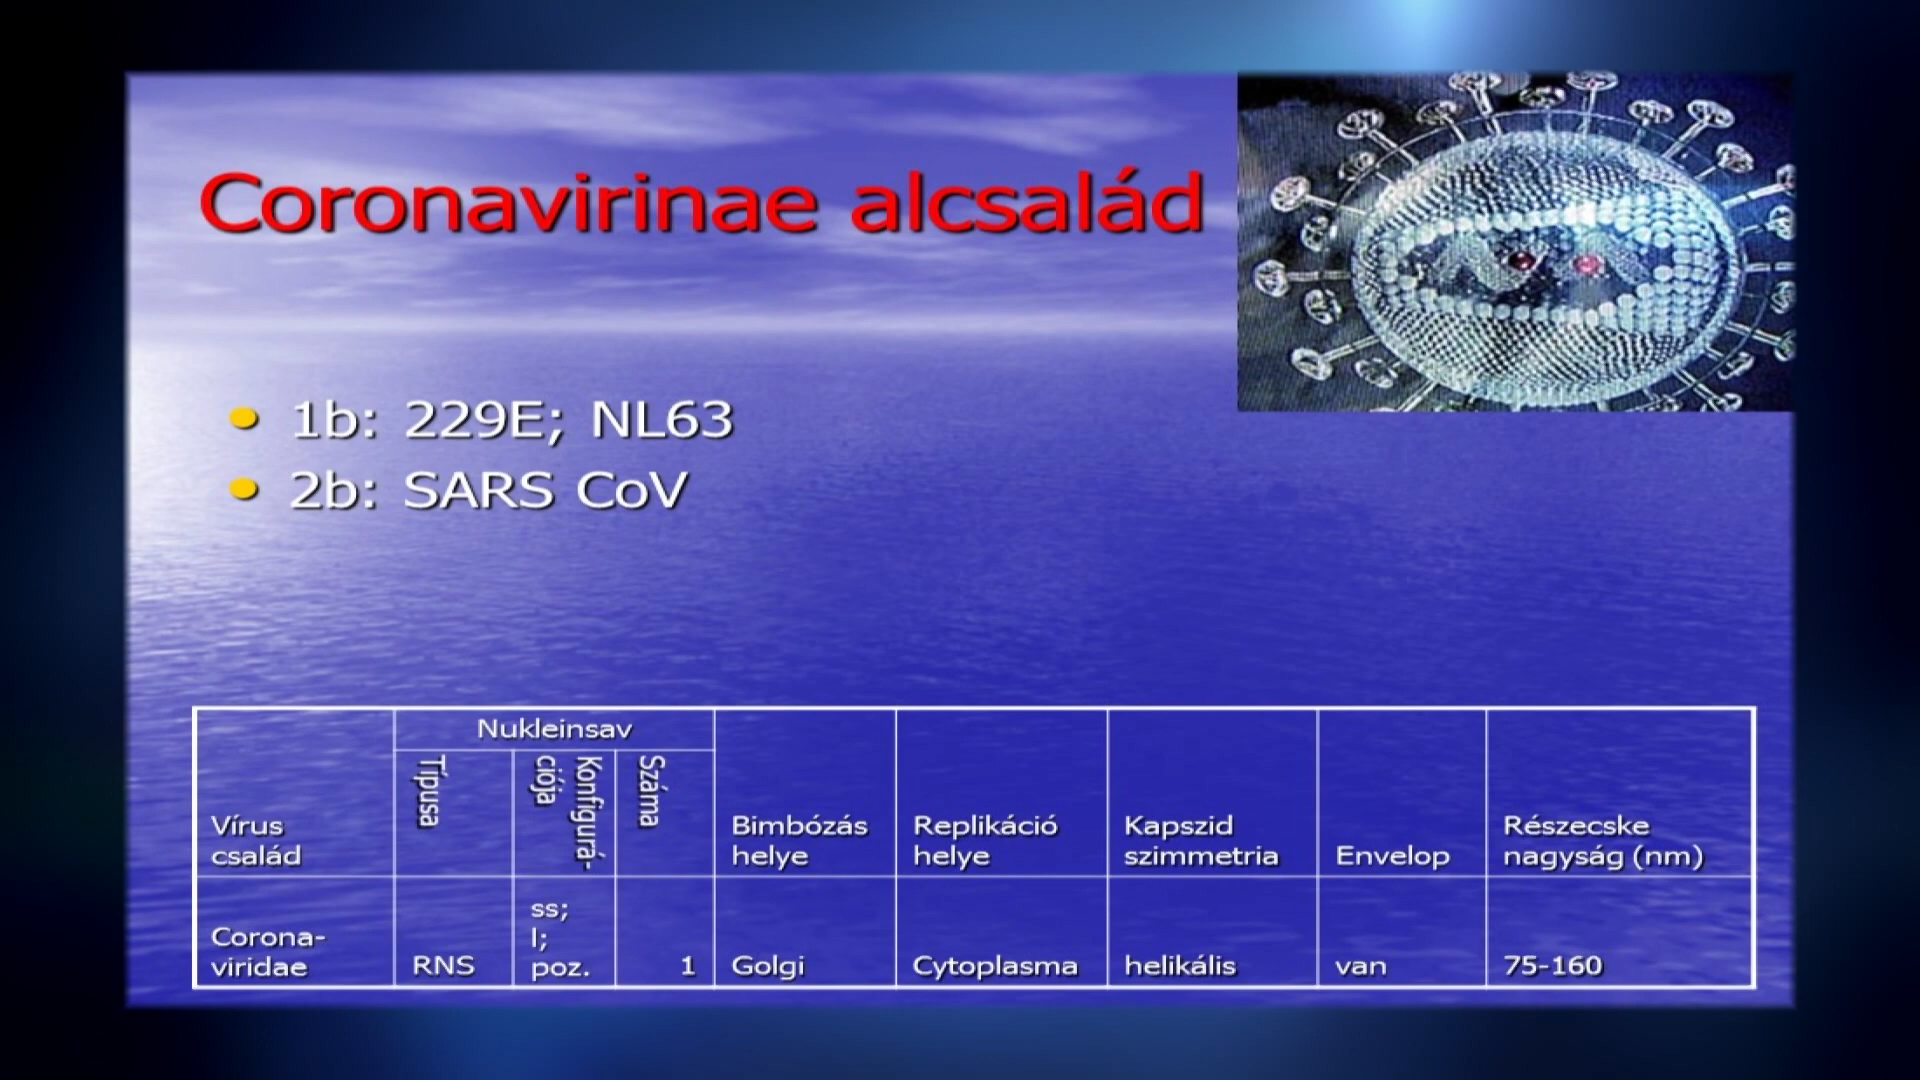 Coronavirinae alcsalád
1b: 229E; NL63
2b: SARS CoV
Nukleinsav
Vírus
család
Típusa
Konfigurá-
ciója
Száma
Bimbózás
helye
Replikáció
helye
Kapszid
szimmetria
Envelop
Részecske
nagyság (nm)
Corona-
viridae
RNS
ss;
l;
poz.
1
Golgi
Cytoplasma
helikális
van
75-160